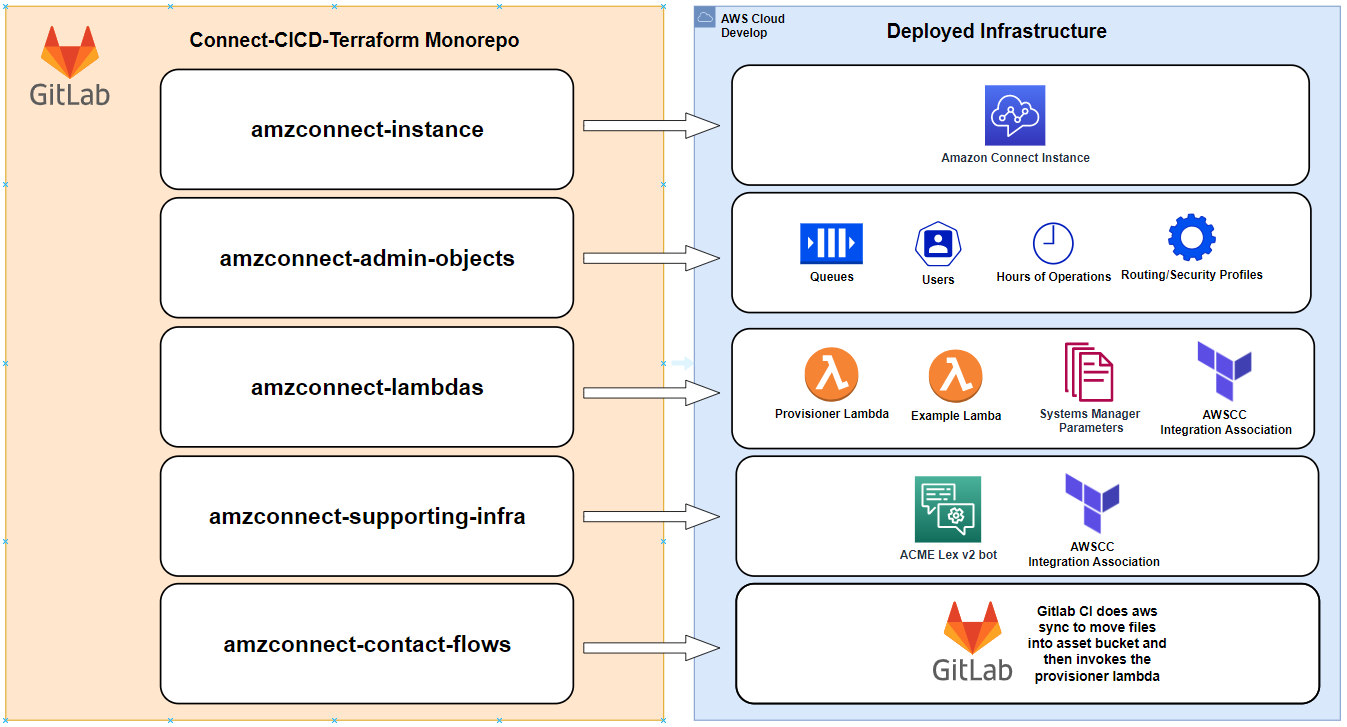 GitLab
Connect-CICD-Terraform Monorepo
amzconnect-instance
amzconnect-admin-objects
amzconnect-lambdas
amzconnect-supporting-infra
amzconnect-contact-flows
AWS Cloud
Develop
Deployed Infrastructure
Amazon Connect Instance
Queues
Users
Hours of Operations
Routing/Security Profiles
Provisioner Lambda
Example Lamba
Systems Manager
Parameters
AWSCC
Integration Association
ACME Lex v2 bot
AWSCC
Integration Association
GitLab
Gitlab CI does aws
sync to move files
into asset bucket and
then invokes the
provisioner lambda